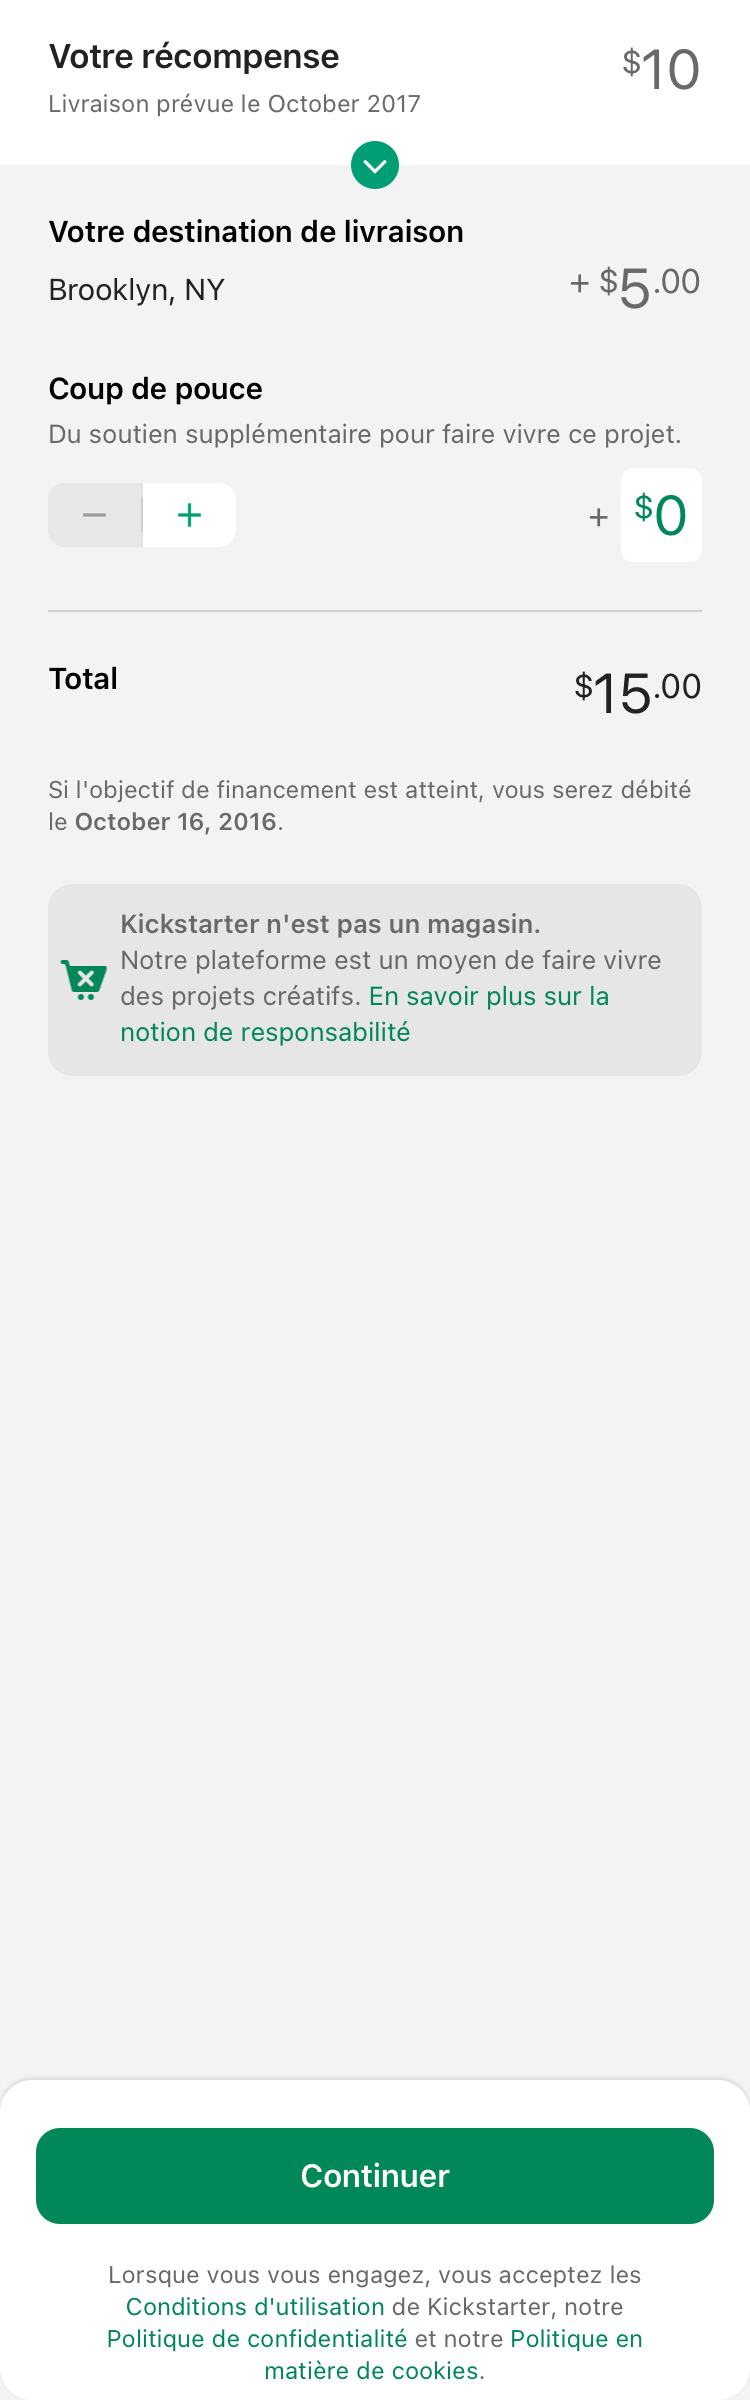 Votre récompense
$10
Livraison prévue le October 2017
Votre destination de livraison
Brooklyn, NY
+ $5.00
Coup de pouce
Du soutien supplémentaire pour faire vivre ce projet.
− +
+ $0
Total
$15.00
Si l'objectif de financement est atteint, vous serez débité
le October 16, 2016.
Kickstarter n'est pas un magasin.
Notre plateforme est un moyen de faire vivre
des projets créatifs. En savoir plus sur la
notion de responsabilité
Continuer
Lorsque vous vous engagez, vous acceptez les
Conditions d'utilisation de Kickstarter, notre
Politique de confidentialité et notre Politique en
matière de cookies.